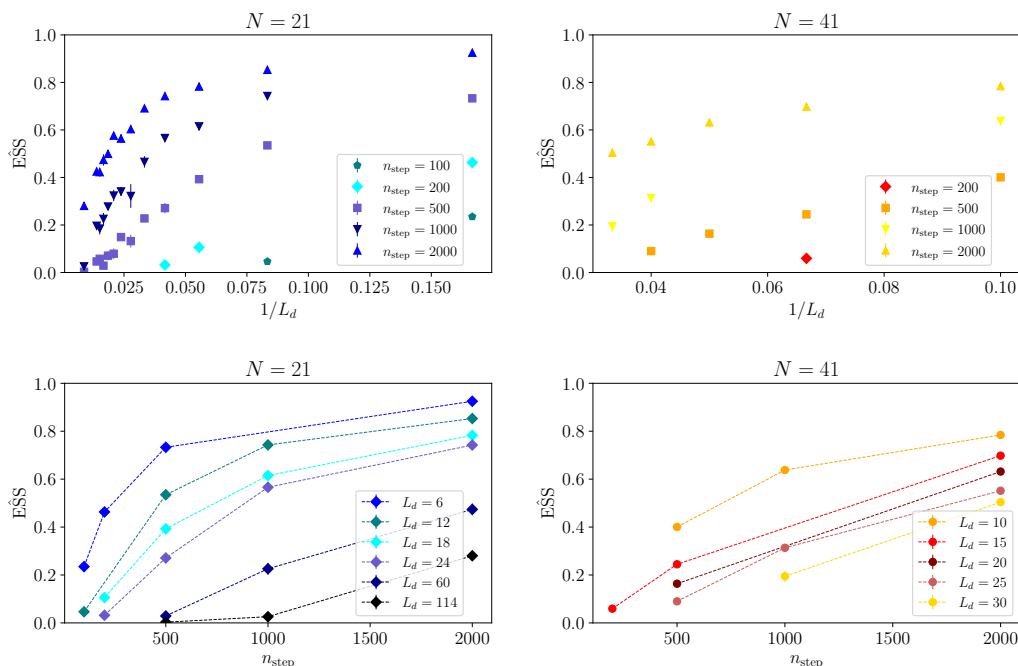 N = 21
1.0
0.8
0.6
0.4
0.2
0.0
ÊSS
n_step = 100
n_step = 200
n_step = 500
n_step = 1000
n_step = 2000
0.025 0.050 0.075 0.100 0.125 0.150
1/L_d
N = 41
1.0
0.8
0.6
0.4
0.2
0.0
ÊSS
n_step = 200
n_step = 500
n_step = 1000
n_step = 2000
0.04 0.06 0.08 0.10
1/L_d
N = 21
1.0
0.8
0.6
0.4
0.2
0.0
ÊSS
L_d = 6
L_d = 12
L_d = 18
L_d = 24
L_d = 60
L_d = 114
500 1000 1500 2000
n_step
N = 41
1.0
0.8
0.6
0.4
0.2
0.0
ÊSS
L_d = 10
L_d = 15
L_d = 20
L_d = 25
L_d = 30
500 1000 1500 2000
n_step